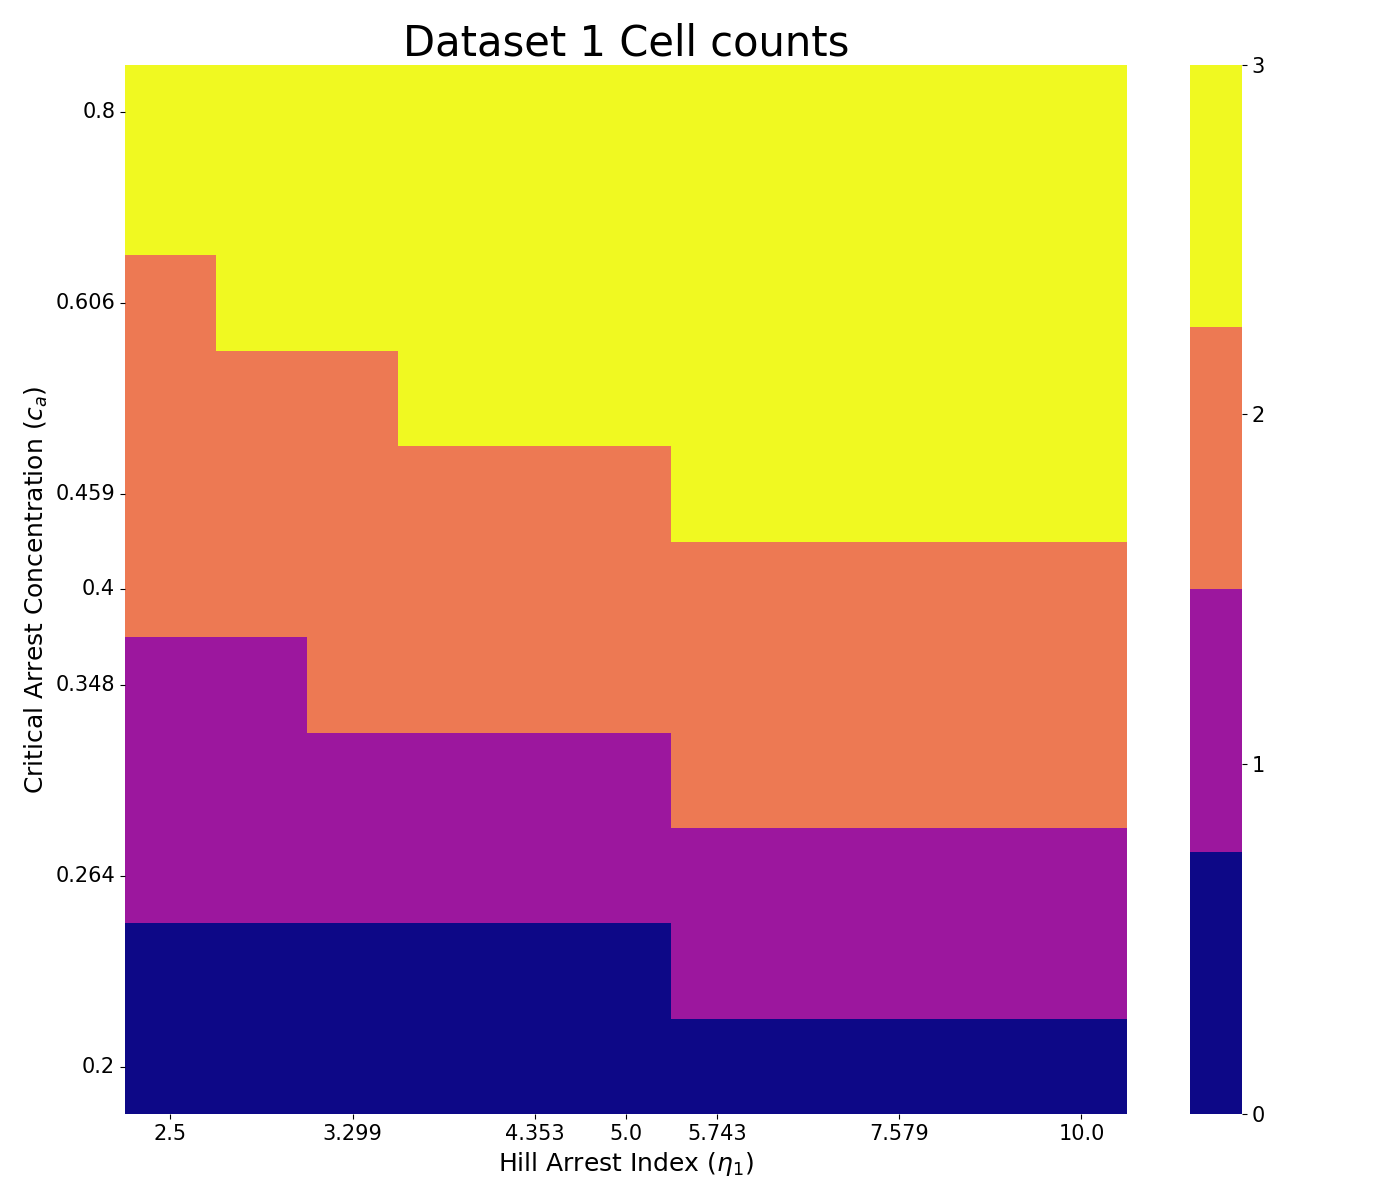 Dataset 1 Cell counts
Critical Arrest Concentration (cₐ)
0.8
0.606
0.459
0.4
0.348
0.264
0.2
2.5 3.299 4.353 5.0 5.743 7.579 10.0
Hill Arrest Index (η₁)
3
2
1
0